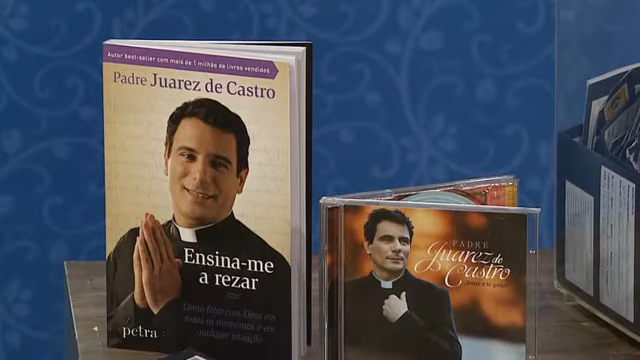 Autor best-seller com mais de 1 milhão de livros vendidos
Padre Juarez de Castro
Ensina-me
a rezar
Como falar com Deus em
todos os momentos e em
qualquer situação
petra
PADRE
Juarez de
Castro